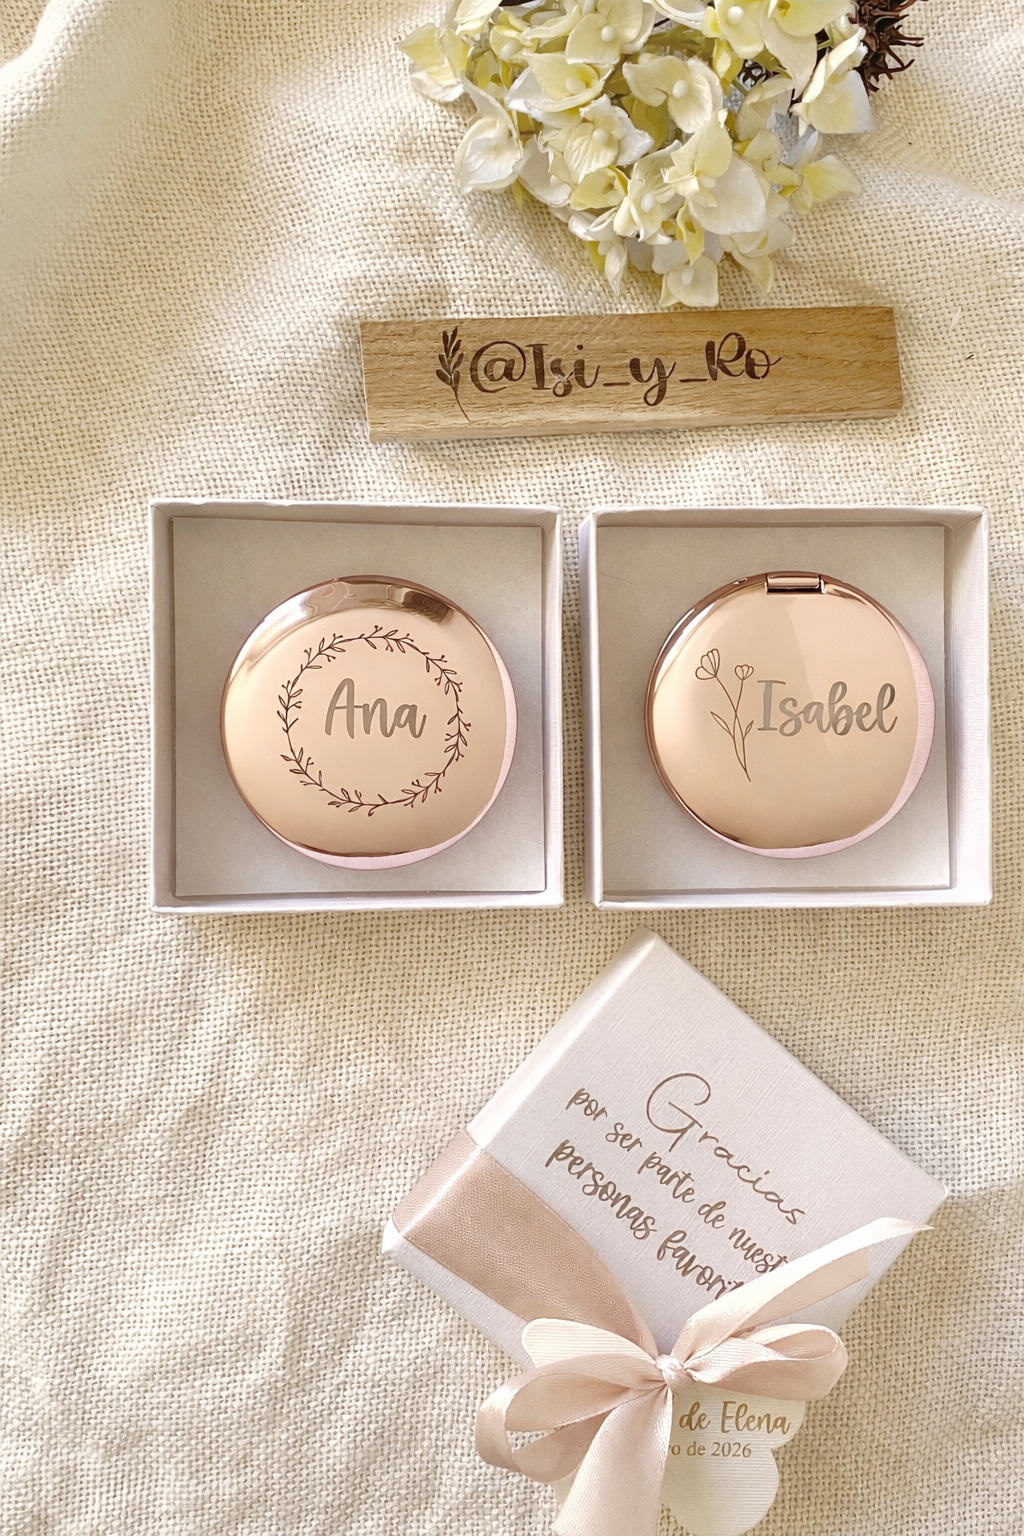 @Isi_y_Ro
Ana
Isabel
Gracias
por ser parte de
personas
de Elena
de 2026